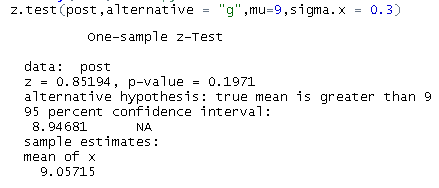 z.test(post,alternative = "g",mu=9,sigma.x = 0.3)
One-sample z-Test
data: post
z = 0.85194, p-value = 0.1971
alternative hypothesis: true mean is greater than 9
95 percent confidence interval:
8.94681 NA
sample estimates:
mean of x
9.05715